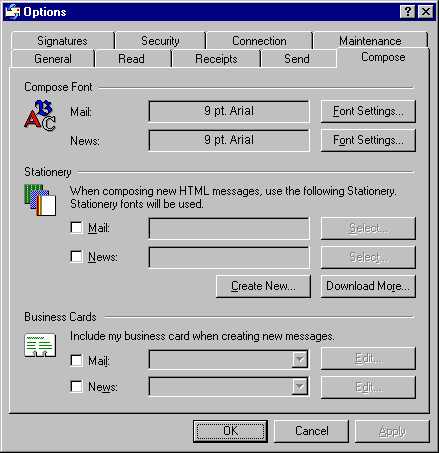 Options
Signatures Security Connection Maintenance
General Read Receipts Send Compose
Compose Font
Mail: 9 pt. Arial Font Settings...
News: 9 pt. Arial Font Settings...
Stationery
When composing new HTML messages, use the following Stationery.
Stationery fonts will be used.
Mail: Select...
News: Select...
Create New... Download More...
Business Cards
Include my business card when creating new messages.
Mail: Edit...
News: Edit...
OK Cancel Apply